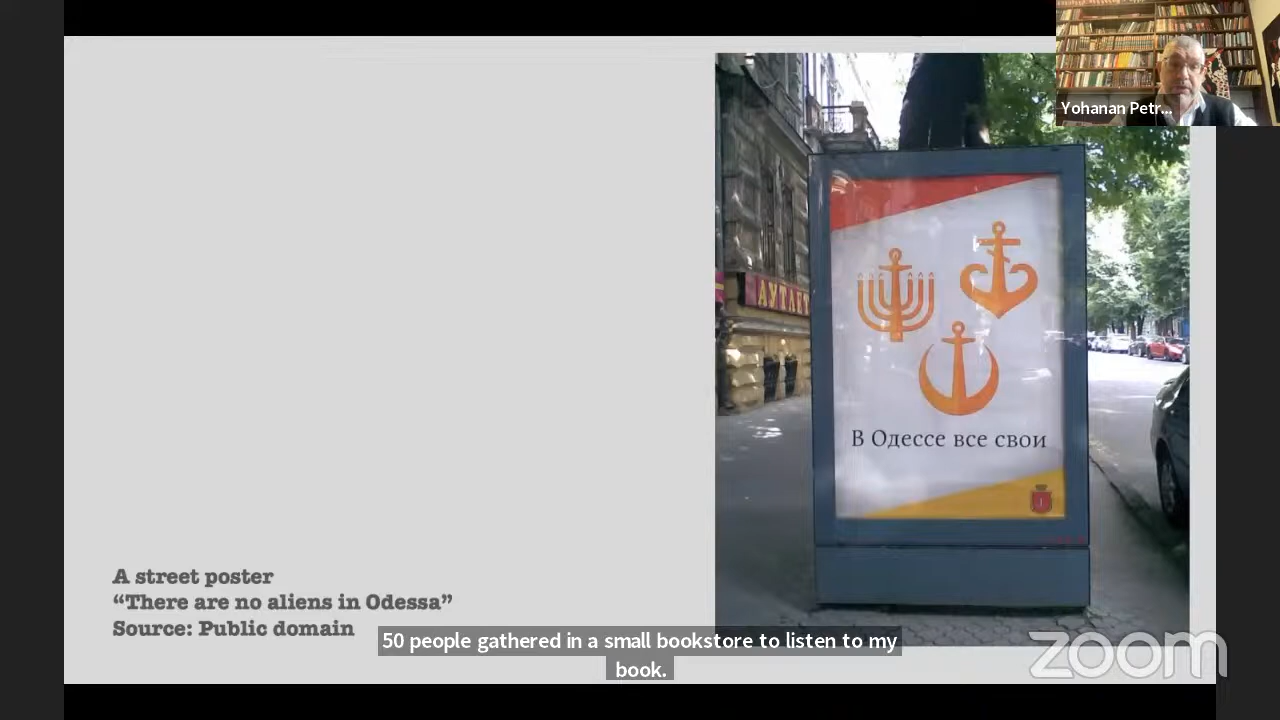 Yohanan Petr...
АУТЛЕТ
В Одессе все свои
A street poster
“There are no aliens in Odessa”
Source: Public domain
50 people gathered in a small bookstore to listen to my
book.
zoom